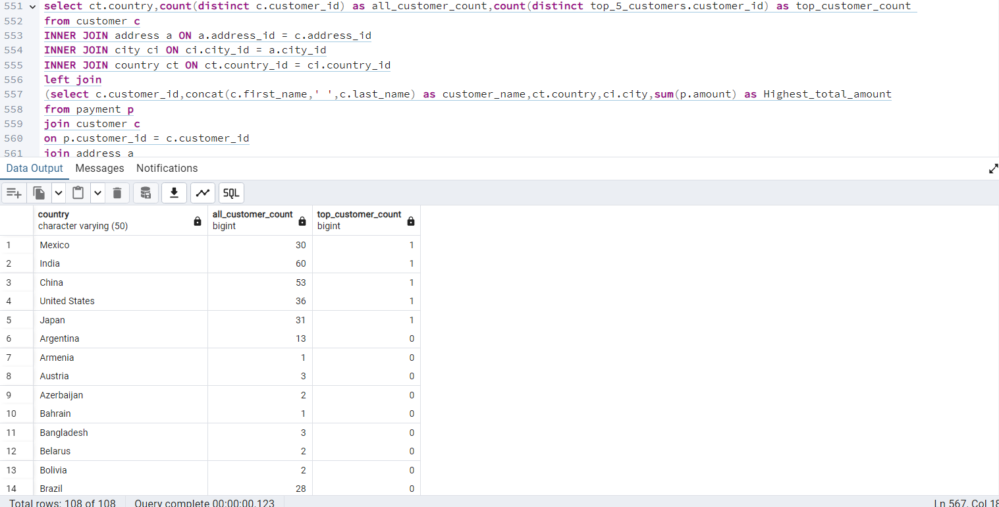 551 select ct.country,count(distinct c.customer_id) as all_customer_count,count(distinct top_5_customers.customer_id) as top_customer_count
552 from customer c
553 INNER JOIN address a ON a.address_id = c.address_id
554 INNER JOIN city ci ON ci.city_id = a.city_id
555 INNER JOIN country ct ON ct.country_id = ci.country_id
556 left join
557 (select c.customer_id,concat(c.first_name,' ',c.last_name) as customer_name,ct.country,ci.city,sum(p.amount) as Highest_total_amount
558 from payment p
559 join customer c
560 on p.customer_id = c.customer_id
561 join address a
Data Output Messages Notifications
SQL
country all_customer_count top_customer_count
character varying (50) bigint bigint
1 Mexico 30 1
2 India 60 1
3 China 53 1
4 United States 36 1
5 Japan 31 1
6 Argentina 13 0
7 Armenia 1 0
8 Austria 3 0
9 Azerbaijan 2 0
10 Bahrain 1 0
11 Bangladesh 3 0
12 Belarus 2 0
13 Bolivia 2 0
14 Brazil 28 0
Total rows: 108 of 108 Query complete 00:00:00.123 Ln 567, Col 18